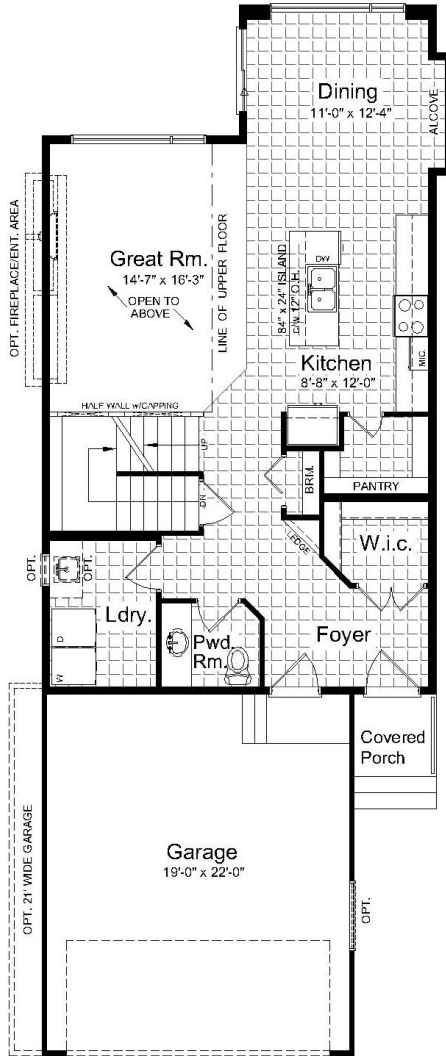 Dining
11'-0" x 12'-4"
ALCOVE
OPT. FIREPLACE/ENT. AREA
Great Rm.
14'-7" x 16'-3"
OPEN TO
ABOVE
LINE OF UPPER FLOOR
84" x 24" ISLAND
c/w 12" O.H.
DW
MIC.
Kitchen
8'-8" x 12'-0"
HALF WALL w/CAPPING
UP
DN
BRM.
PANTRY
LEDGE
W.i.c.
OPT.
OPT.
Ldry.
D
W
Pwd.
Rm.
Foyer
Covered
Porch
OPT. 21' WIDE GARAGE
Garage
19'-0" x 22'-0"
OPT.